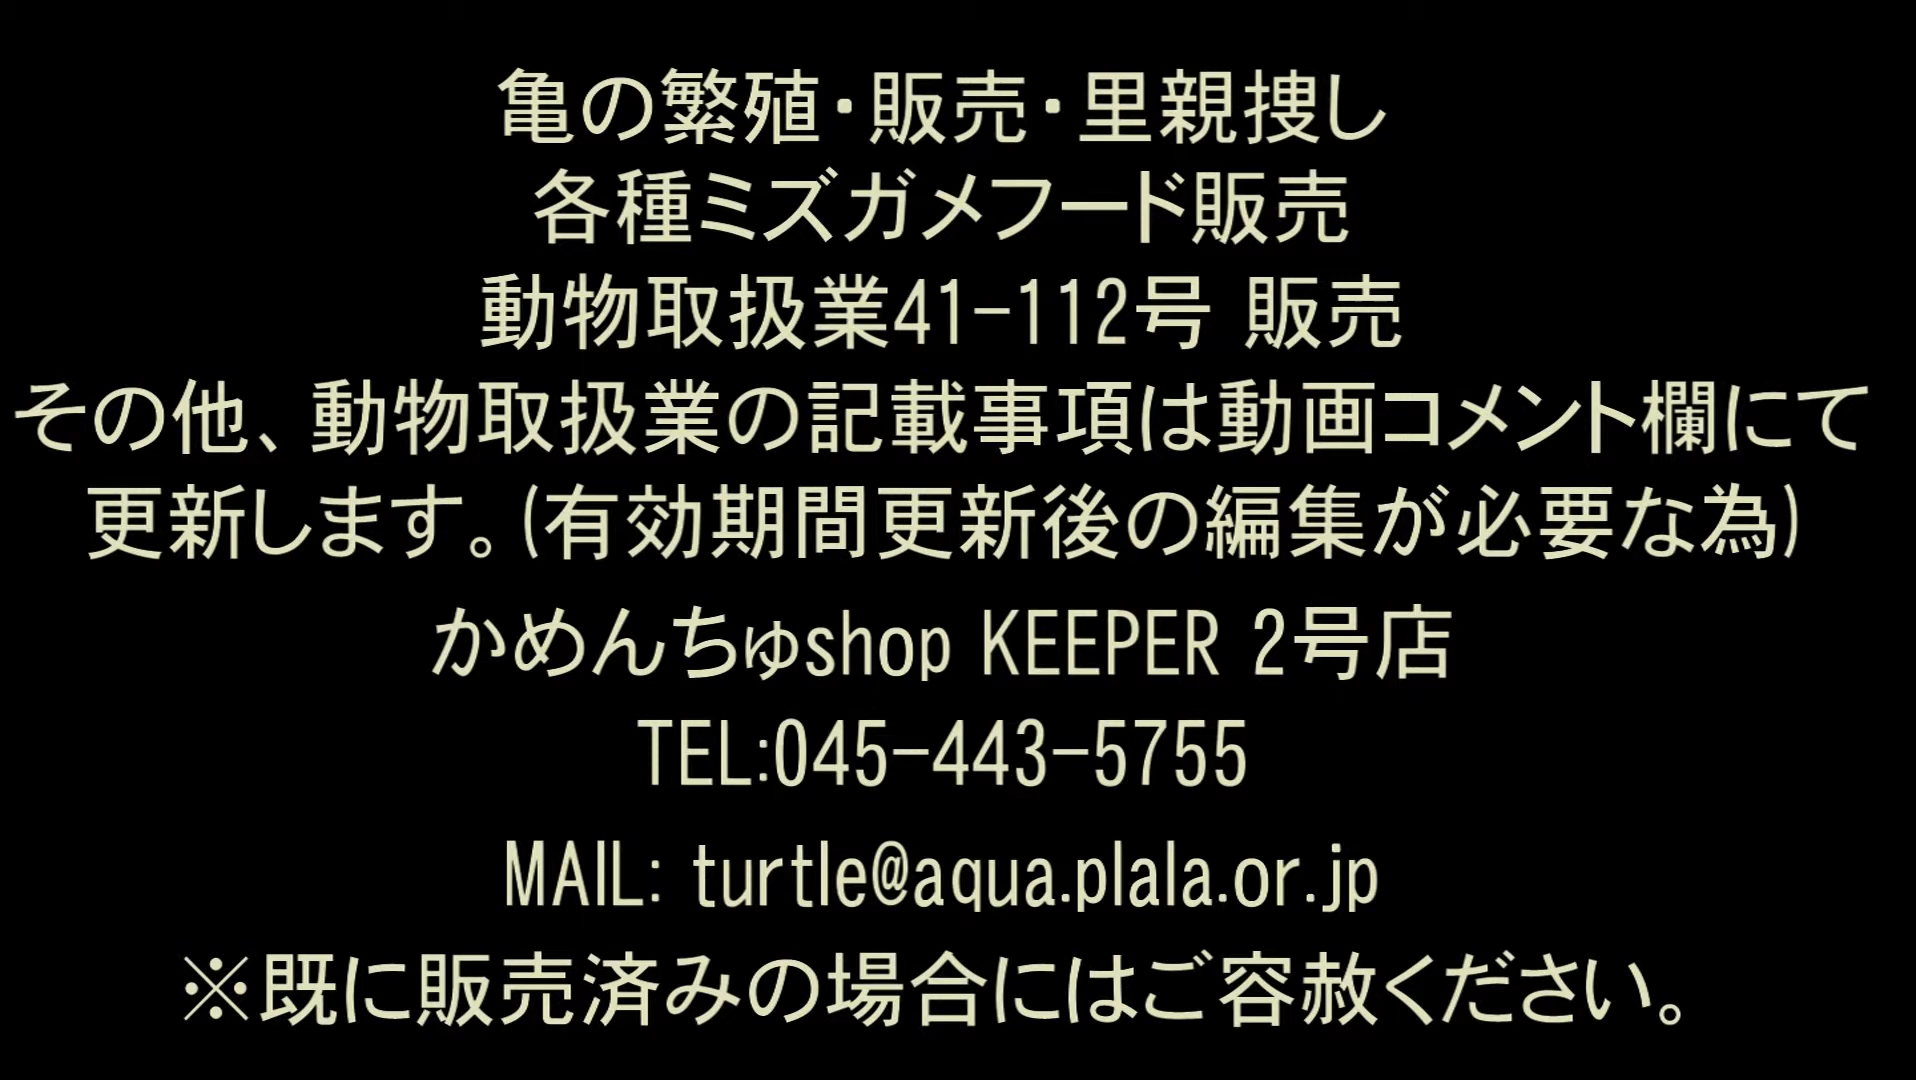 亀の繁殖・販売・里親捜し
各種ミズガメフード販売
動物取扱業41-112号 販売
その他、動物取扱業の記載事項は動画コメント欄にて
更新します。(有効期間更新後の編集が必要な為)
かめんちゅshop KEEPER 2号店
TEL:045-443-5755
MAIL: turtle@aqua.plala.or.jp
※既に販売済みの場合にはご容赦ください。